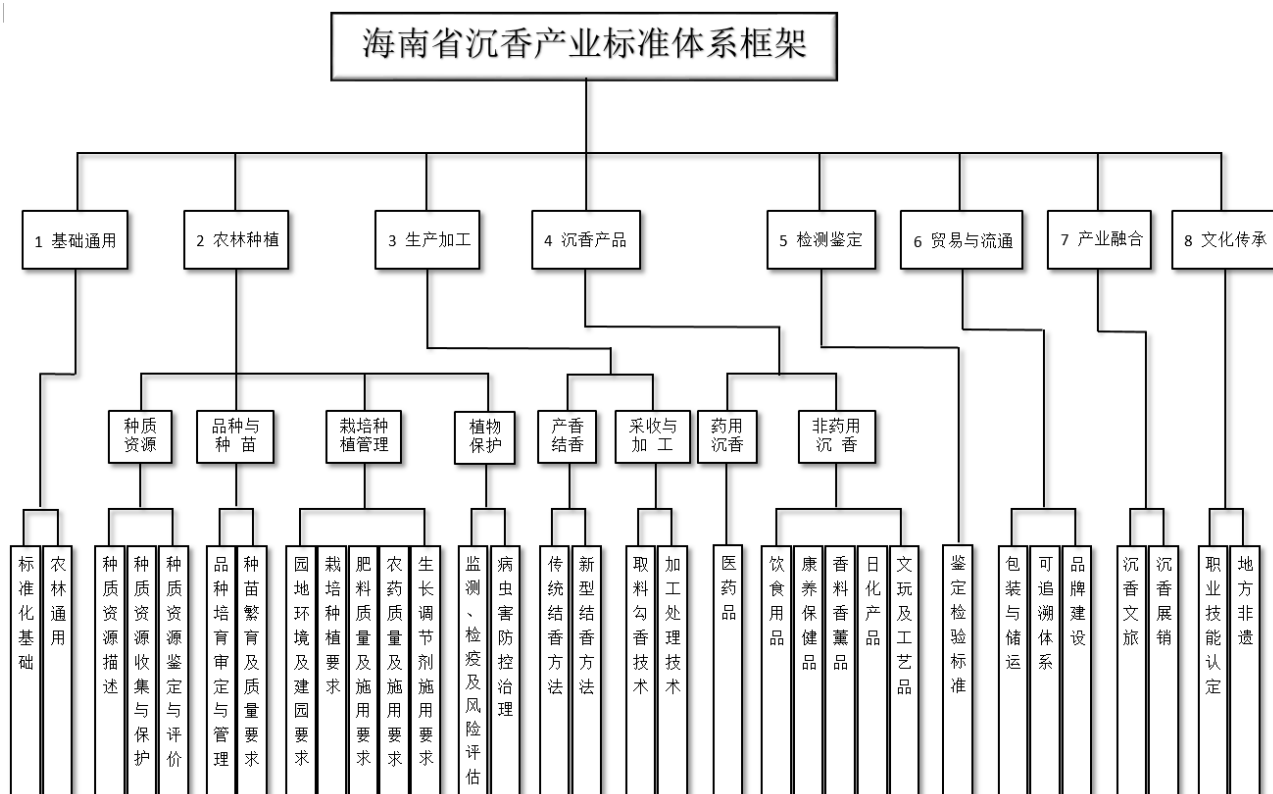 海南省沉香产业标准体系框架
1 基础通用
2 农林种植
3 生产加工
4 沉香产品
5 检测鉴定
6 贸易与流通
7 产业融合
8 文化传承
种质
资源
品种与
种 苗
栽培种
植管理
植物
保护
产香
结香
采收与
加 工
药用
沉香
非药用
沉 香
标准化基础
农林通用
种质资源描述
种质资源收集与保护
种质资源鉴定与评价
品种培育审定与管理
种苗繁育及质量要求
园地环境及建园要求
栽培种植要求
肥料质量及施用要求
农药质量及施用要求
生长调节剂施用要求
监测、检疫及风险评估
病虫害防控治理
传统结香方法
新型结香方法
取料勾香技术
加工处理技术
医药品
饮食用品
康养保健品
香料香薰品
日化产品
文玩及工艺品
鉴定检验标准
包装与储运
可追溯体系
品牌建设
沉香文旅
沉香展销
职业技能认定
地方非遗